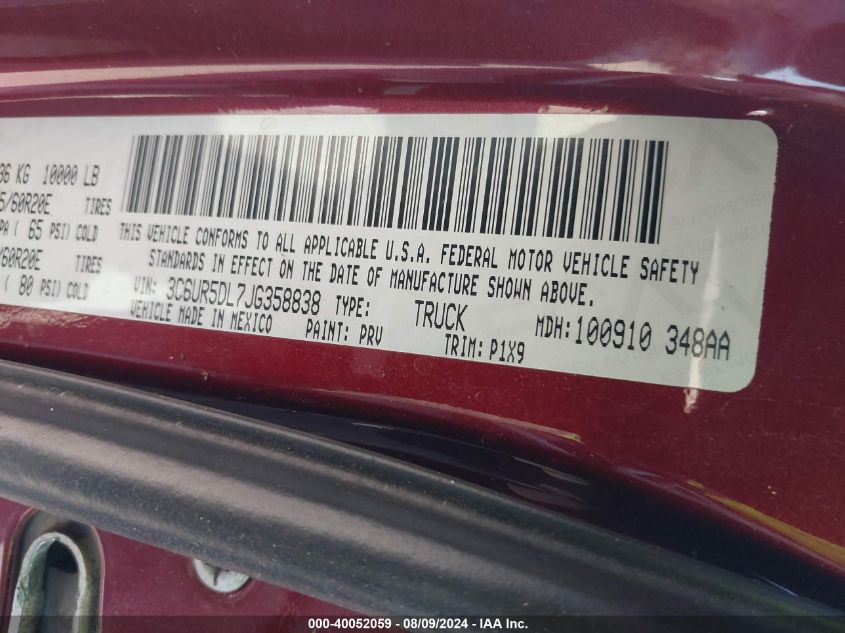 36 KG 10000 LB
5/60R20E TIRES
PA ( 65 PSI) COLD
/60R20E TIRES
( 80 PSI) COLD
THIS VEHICLE CONFORMS TO ALL APPLICABLE U.S.A. FEDERAL MOTOR VEHICLE SAFETY
STANDARDS IN EFFECT ON THE DATE OF MANUFACTURE SHOWN ABOVE.
VIN: 3C6UR5DL7JG358838 TYPE: TRUCK MDH:100910 348AA
VEHICLE MADE IN MEXICO PAINT: PRV TRIM: P1X9
000-40052059 - 08/09/2024 - IAA Inc.